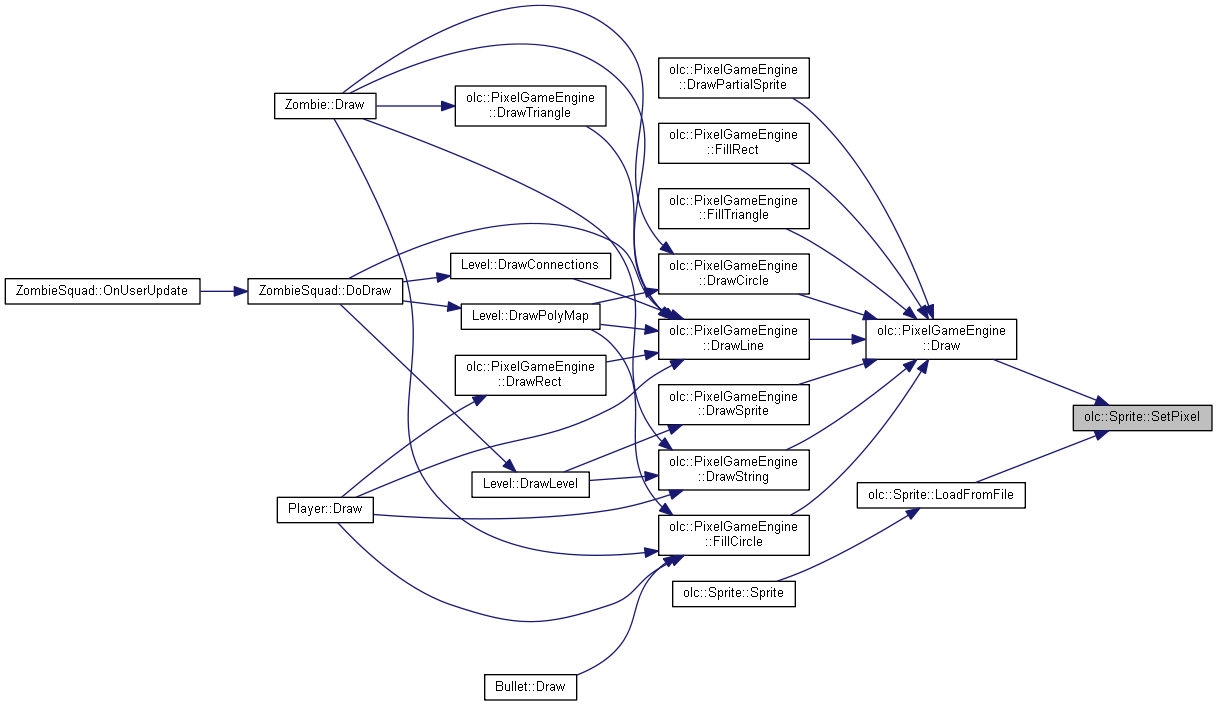 olc::PixelGameEngine
::DrawPartialSprite
Zombie::Draw
olc::PixelGameEngine
::DrawTriangle
olc::PixelGameEngine
::FillRect
olc::PixelGameEngine
::FillTriangle
ZombieSquad::OnUserUpdate
ZombieSquad::DoDraw
Level::DrawConnections
olc::PixelGameEngine
::DrawCircle
Level::DrawPolyMap
olc::PixelGameEngine
::DrawLine
olc::PixelGameEngine
::Draw
olc::PixelGameEngine
::DrawRect
olc::PixelGameEngine
::DrawSprite
olc::Sprite::SetPixel
Level::DrawLevel
olc::PixelGameEngine
::DrawString
olc::Sprite::LoadFromFile
Player::Draw
olc::PixelGameEngine
::FillCircle
olc::Sprite::Sprite
Bullet::Draw